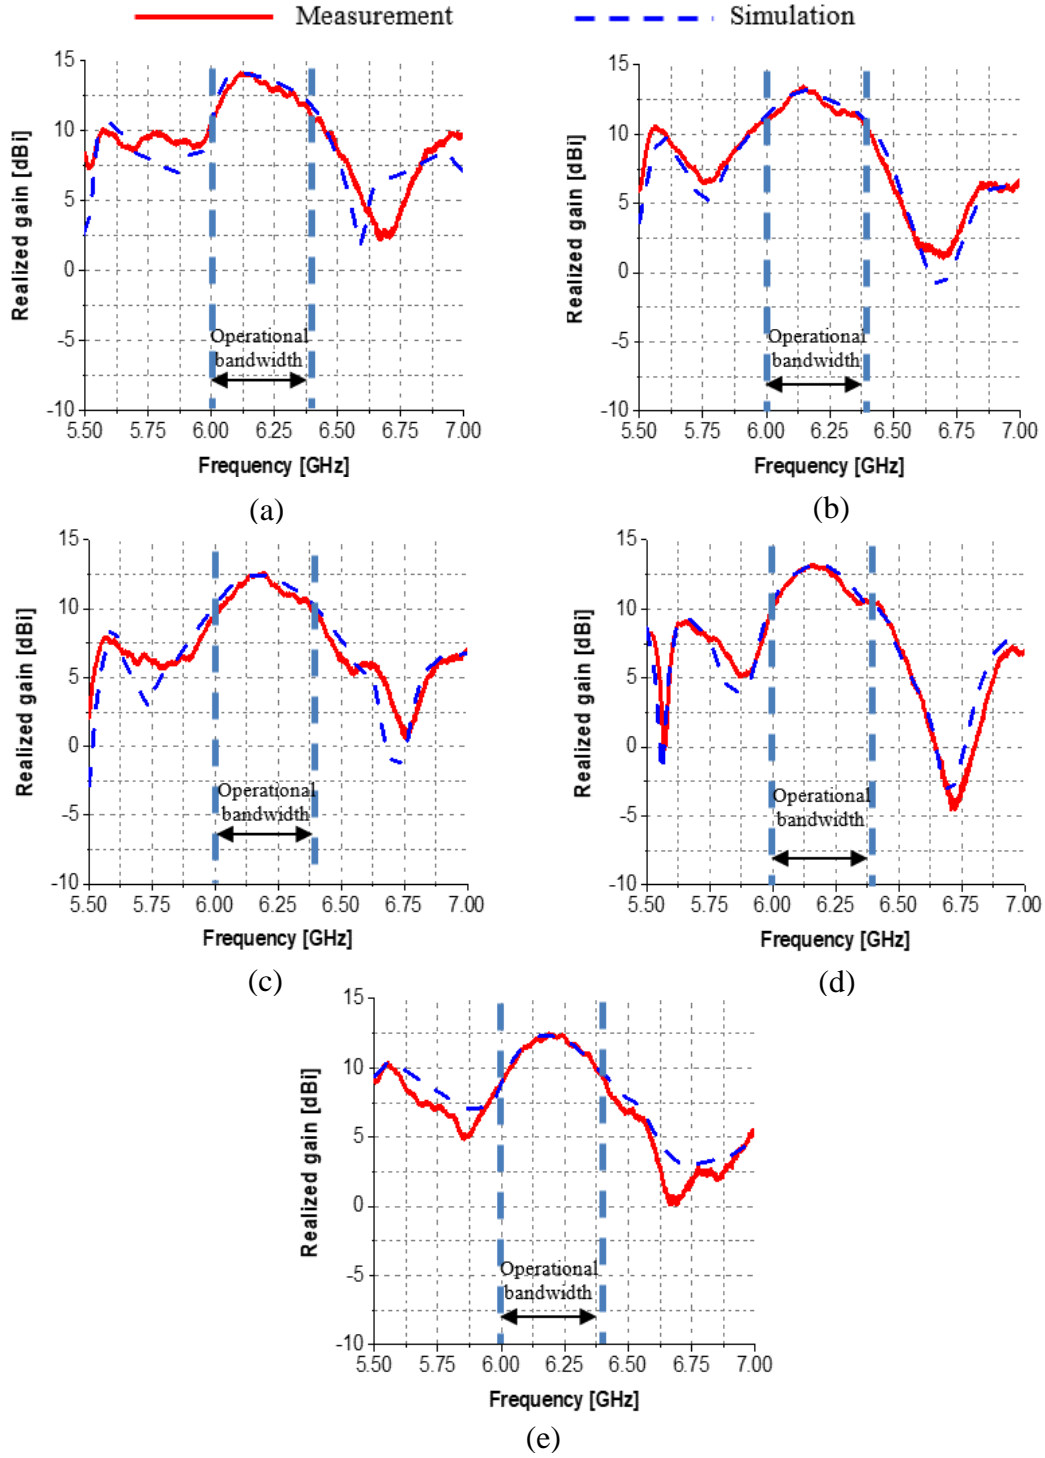 Measurement
Simulation
15
10
5
0
-5
-10
Realized gain [dBi]
Operational
bandwidth
5.50 5.75 6.00 6.25 6.50 6.75 7.00
Frequency [GHz]
(a)
15
10
5
0
-5
-10
Realized gain [dBi]
Operational
bandwidth
5.50 5.75 6.00 6.25 6.50 6.75 7.00
Frequency [GHz]
(b)
15
10
5
0
-5
-10
Realized gain [dBi]
Operational
bandwidth
5.50 5.75 6.00 6.25 6.50 6.75 7.00
Frequency [GHz]
(c)
15
10
5
0
-5
-10
Realized gain [dBi]
Operational
bandwidth
5.50 5.75 6.00 6.25 6.50 6.75 7.00
Frequency [GHz]
(d)
15
10
5
0
-5
-10
Realized gain [dBi]
Operational
bandwidth
5.50 5.75 6.00 6.25 6.50 6.75 7.00
Frequency [GHz]
(e)